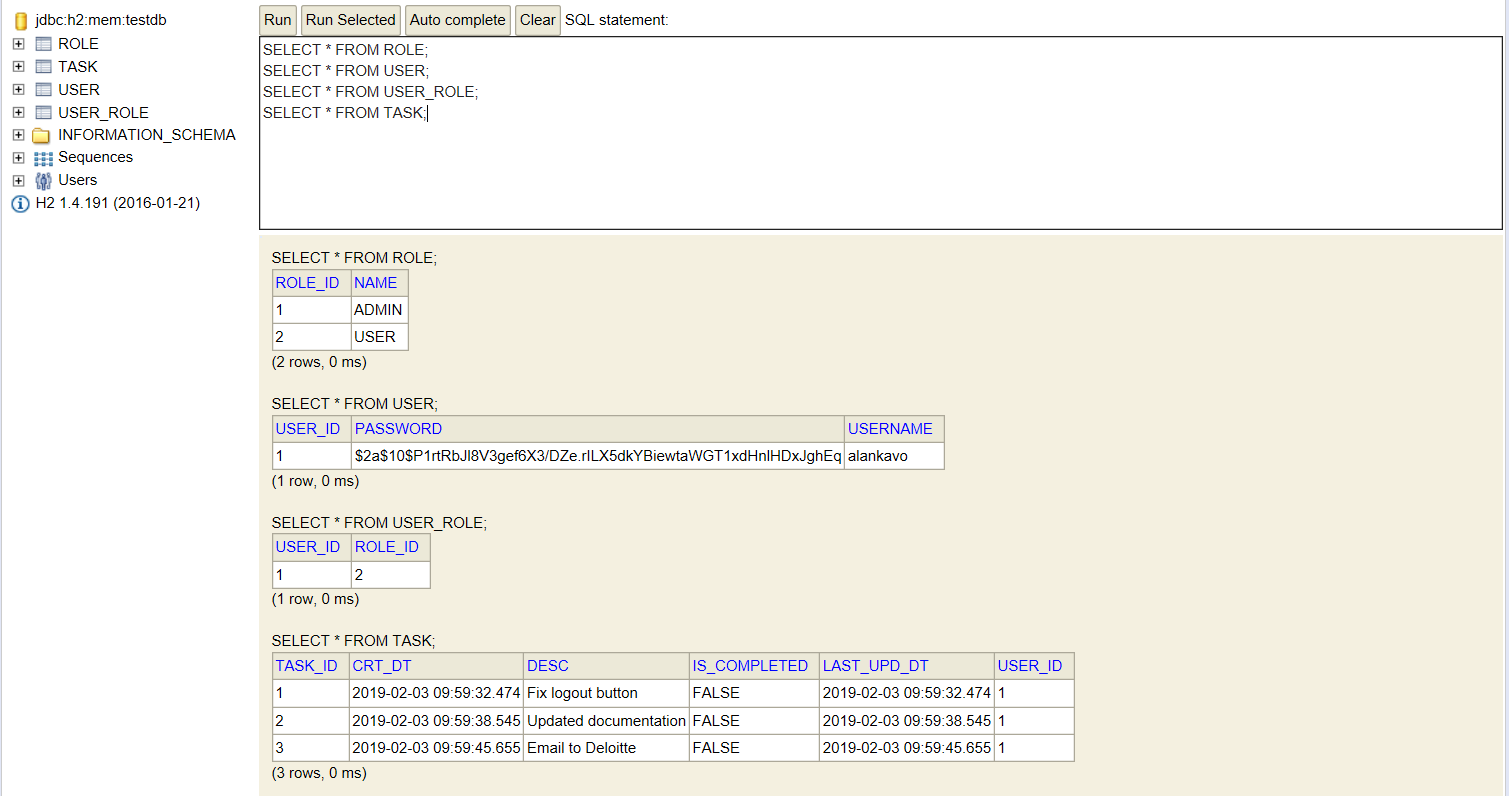 jdbc:h2:mem:testdb
ROLE
TASK
USER
USER_ROLE
INFORMATION_SCHEMA
Sequences
Users
H2 1.4.191 (2016-01-21)
Run Run Selected Auto complete Clear SQL statement:
SELECT * FROM ROLE;
SELECT * FROM USER;
SELECT * FROM USER_ROLE;
SELECT * FROM TASK;
SELECT * FROM ROLE;
ROLE_ID NAME
1 ADMIN
2 USER
(2 rows, 0 ms)
SELECT * FROM USER;
USER_ID PASSWORD USERNAME
1 $2a$10$P1rtRbJl8V3gef6X3/DZe.rILX5dkYBiewtaWGT1xdHnlHDxJghEq alankavo
(1 row, 0 ms)
SELECT * FROM USER_ROLE;
USER_ID ROLE_ID
1 2
(1 row, 0 ms)
SELECT * FROM TASK;
TASK_ID CRT_DT DESC IS_COMPLETED LAST_UPD_DT USER_ID
1 2019-02-03 09:59:32.474 Fix logout button FALSE 2019-02-03 09:59:32.474 1
2 2019-02-03 09:59:38.545 Updated documentation FALSE 2019-02-03 09:59:38.545 1
3 2019-02-03 09:59:45.655 Email to Deloitte FALSE 2019-02-03 09:59:45.655 1
(3 rows, 0 ms)